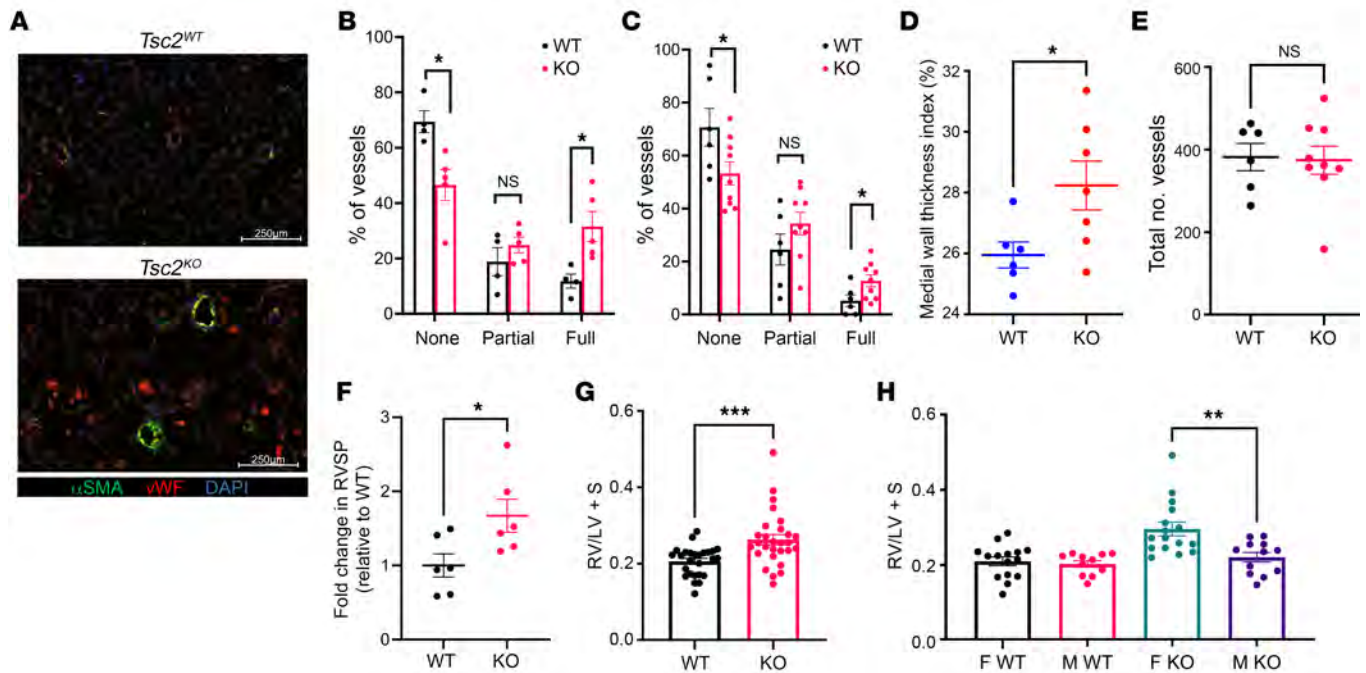 A
Tsc2WT
250µm
Tsc2KO
250µm
αSMA vWF DAPI
B
WT
KO
% of vessels
100
80
60
40
20
0
*
NS
*
None Partial Full
C
WT
KO
% of vessels
100
80
60
40
20
0
*
NS
*
None Partial Full
D
Medial wall thickness index (%)
32
30
28
26
24
*
WT KO
E
Total no. vessels
600
400
200
0
NS
WT KO
F
Fold change in RVSP
(relative to WT)
3
2
1
0
*
WT KO
G
RV/LV + S
0.6
0.4
0.2
0.0
***
WT KO
H
RV/LV + S
0.6
0.4
0.2
0.0
**
F WT M WT F KO M KO